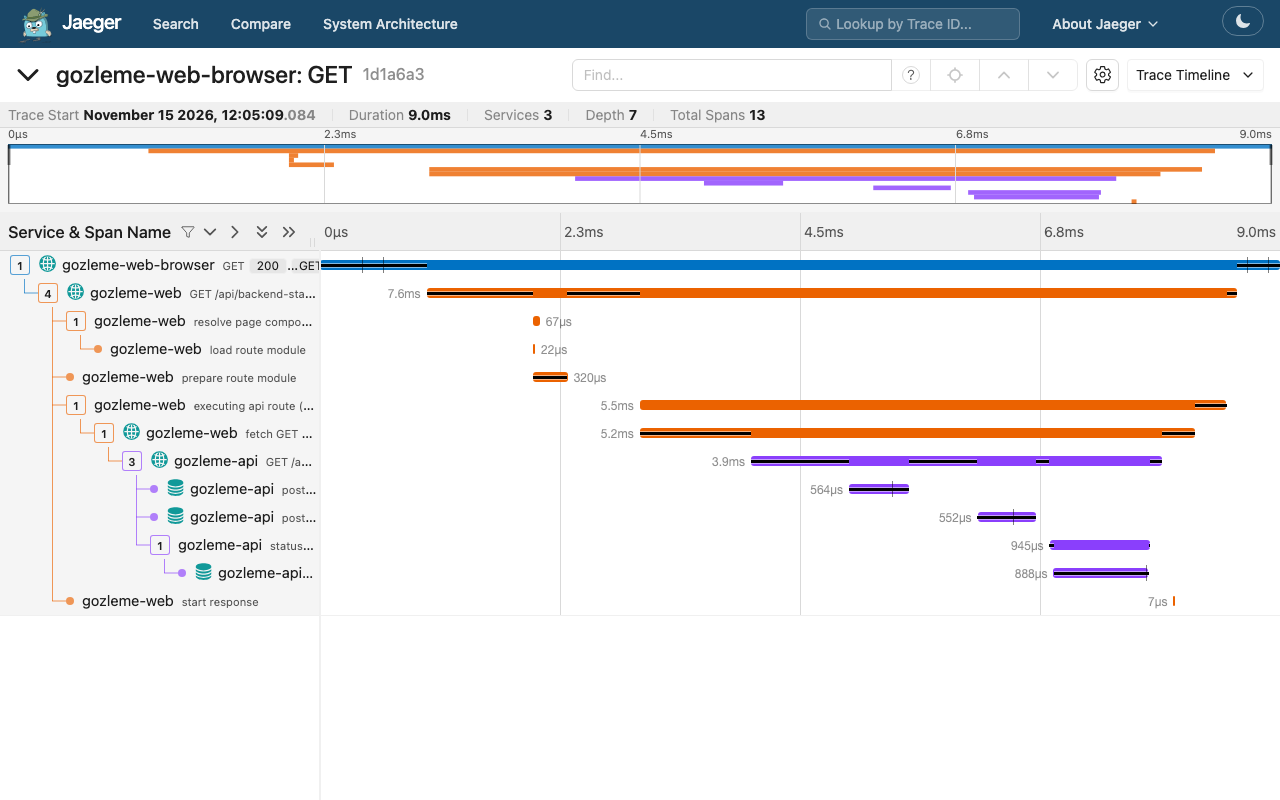 Jaeger Search Compare System Architecture Lookup by Trace ID... About Jaeger
gozleme-web-browser: GET 1d1a6a3 Find... ? Trace Timeline
Trace Start November 15 2026, 12:05:09.084 Duration 9.0ms Services 3 Depth 7 Total Spans 13
0μs 2.3ms 4.5ms 6.8ms 9.0ms
Service & Span Name 0μs 2.3ms 4.5ms 6.8ms 9.0ms
1 gozleme-web-browser GET 200 ...GET
4 gozleme-web GET /api/backend-sta... 7.6ms
1 gozleme-web resolve page compo... 67μs
gozleme-web load route module 22μs
gozleme-web prepare route module 320μs
1 gozleme-web executing api route (... 5.5ms
1 gozleme-web fetch GET ... 5.2ms
3 gozleme-api GET /a... 3.9ms
gozleme-api post... 564μs
gozleme-api post... 552μs
1 gozleme-api status... 945μs
gozleme-api... 888μs
gozleme-web start response 7μs